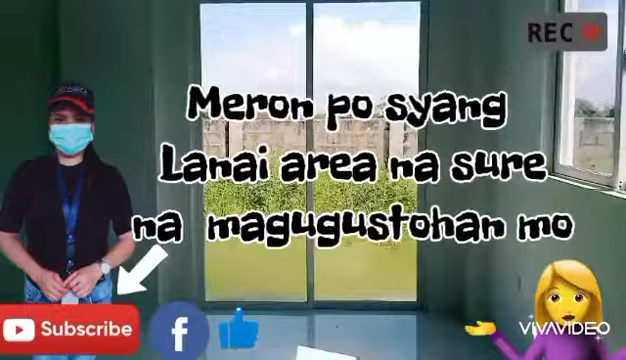 REC
Meron po syang
Lanai area na sure
na magugustohan mo
Subscribe
f
VIVAVIDEO